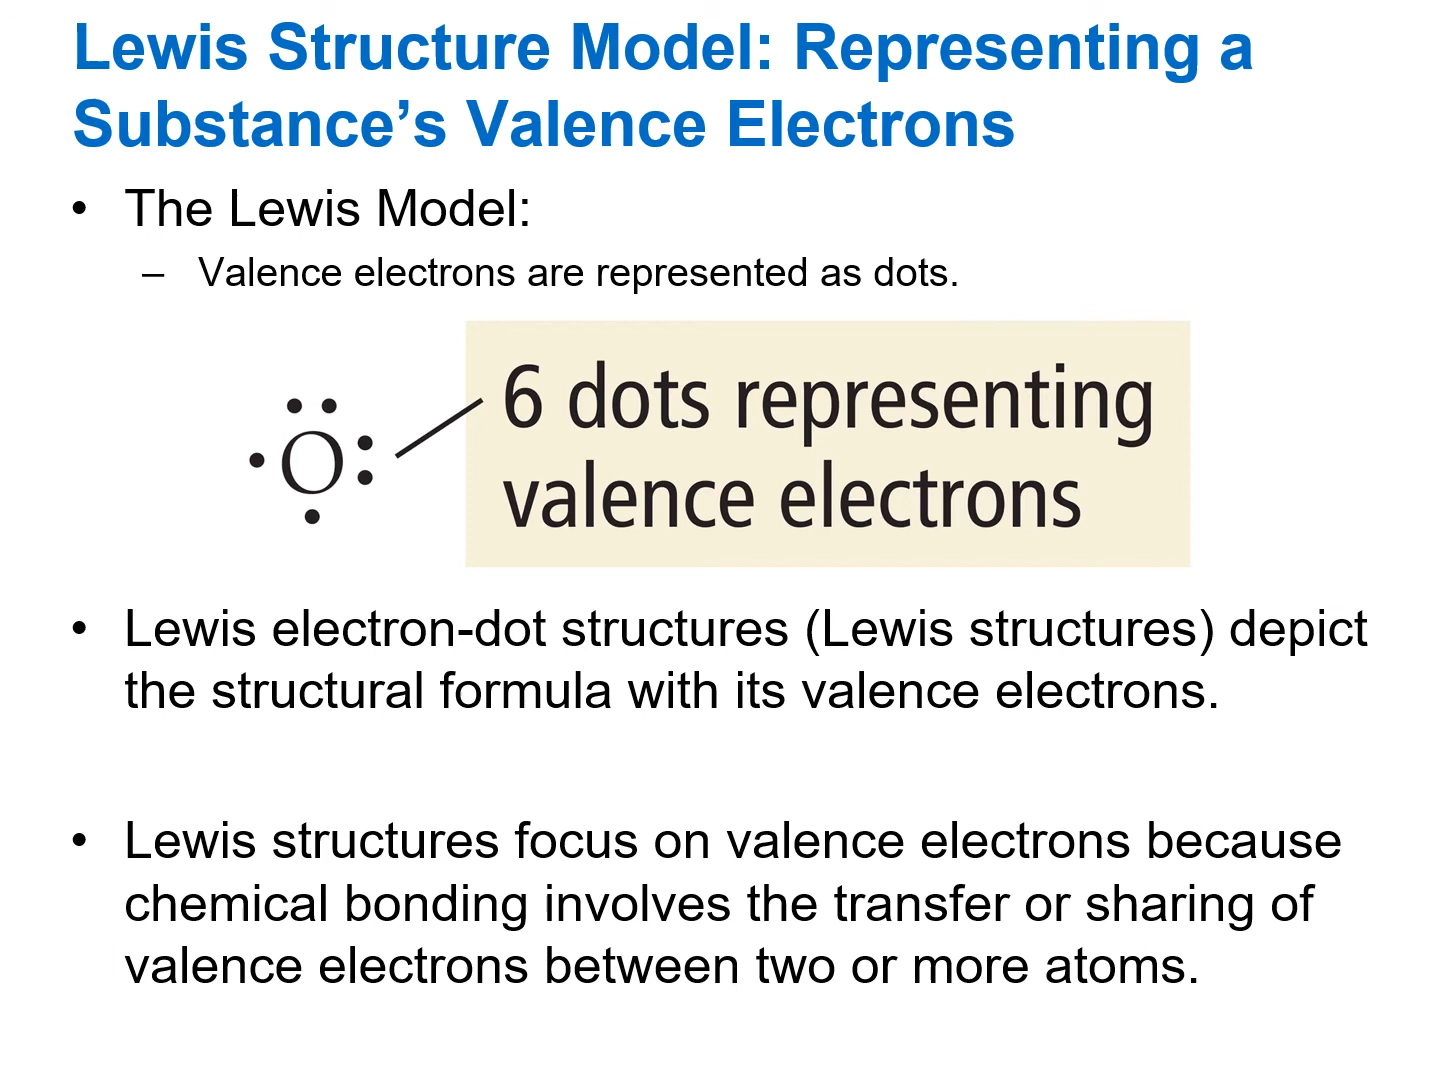 Lewis Structure Model: Representing a
Substance’s Valence Electrons
• The Lewis Model:
– Valence electrons are represented as dots.
O
6 dots representing
valence electrons
• Lewis electron-dot structures (Lewis structures) depict
the structural formula with its valence electrons.
• Lewis structures focus on valence electrons because
chemical bonding involves the transfer or sharing of
valence electrons between two or more atoms.